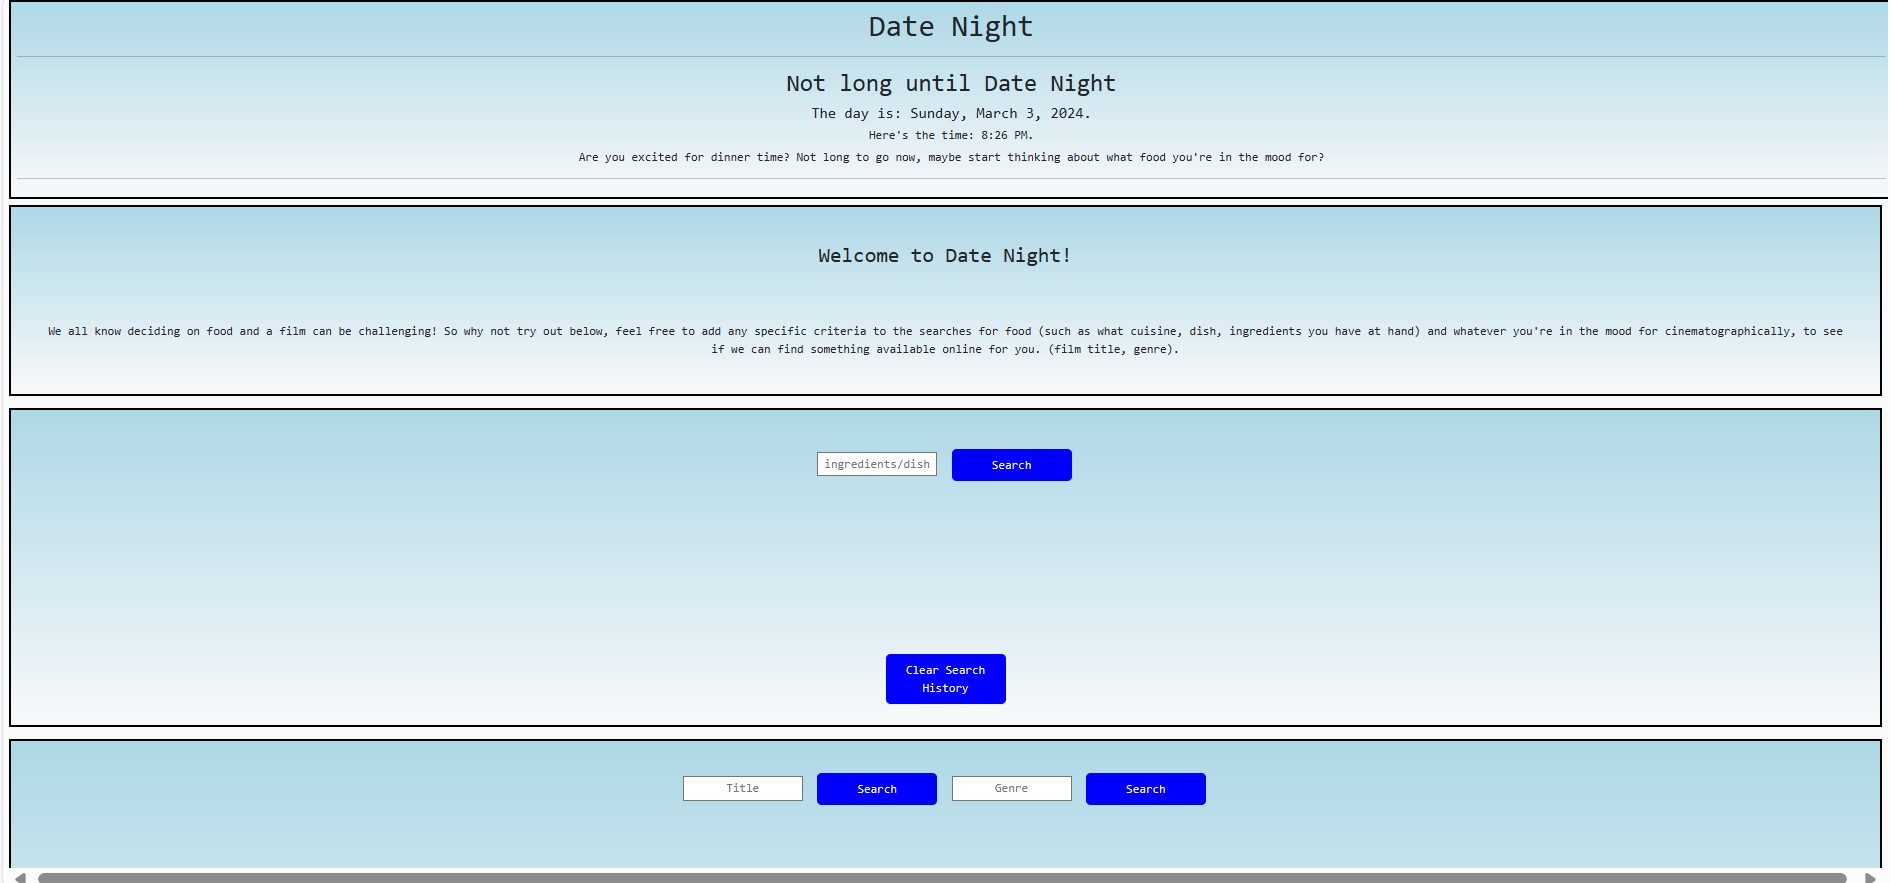 Date Night
Not long until Date Night
The day is: Sunday, March 3, 2024.
Here's the time: 8:26 PM.
Are you excited for dinner time? Not long to go now, maybe start thinking about what food you're in the mood for?
Welcome to Date Night!
We all know deciding on food and a film can be challenging! So why not try out below, feel free to add any specific criteria to the searches for food (such as what cuisine, dish, ingredients you have at hand) and whatever you're in the mood for cinematographically, to see
if we can find something available online for you. (film title, genre).
ingredients/dish Search
Clear Search
History
Title Search Genre Search